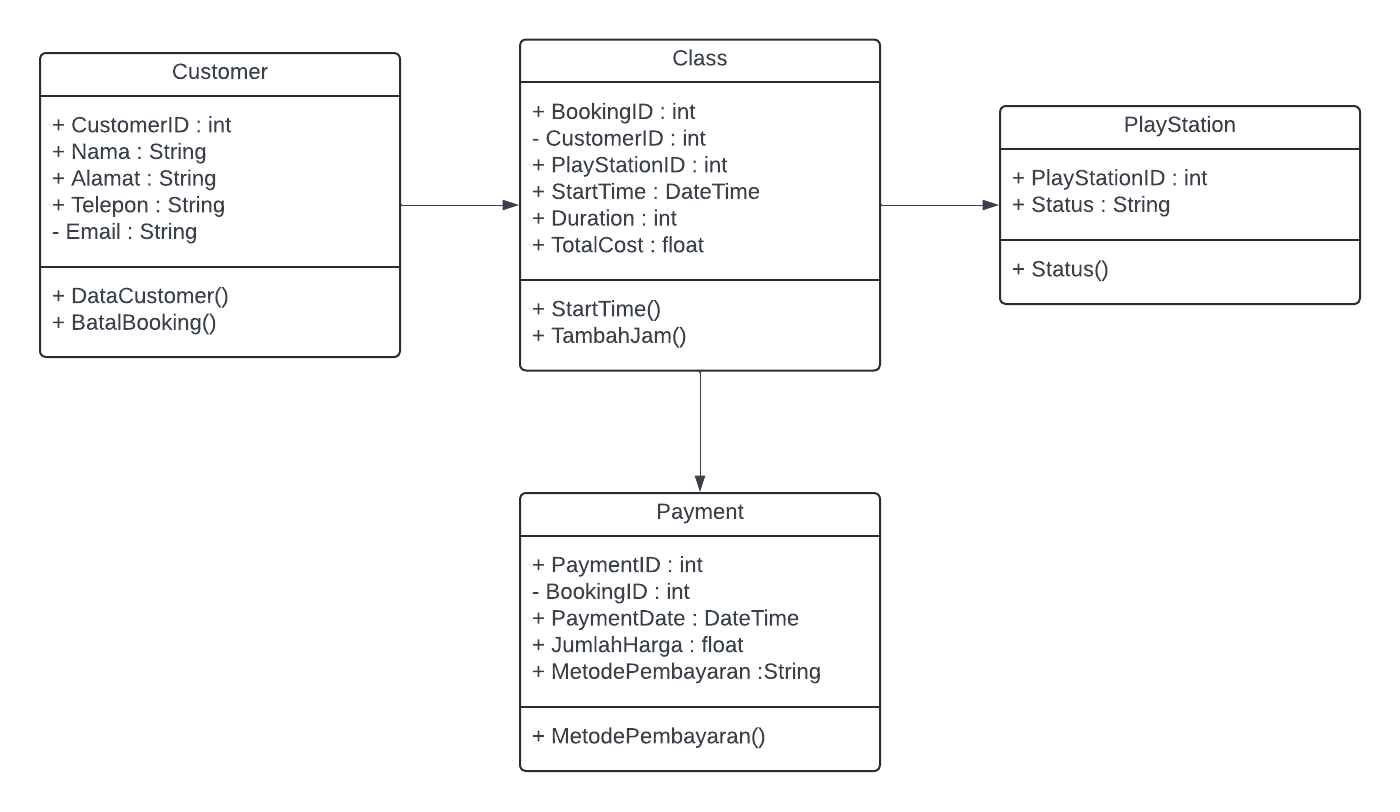 Customer
+ CustomerID : int
+ Nama : String
+ Alamat : String
+ Telepon : String
- Email : String
+ DataCustomer()
+ BatalBooking()
Class
+ BookingID : int
- CustomerID : int
+ PlayStationID : int
+ StartTime : DateTime
+ Duration : int
+ TotalCost : float
+ StartTime()
+ TambahJam()
PlayStation
+ PlayStationID : int
+ Status : String
+ Status()
Payment
+ PaymentID : int
- BookingID : int
+ PaymentDate : DateTime
+ JumlahHarga : float
+ MetodePembayaran :String
+ MetodePembayaran()